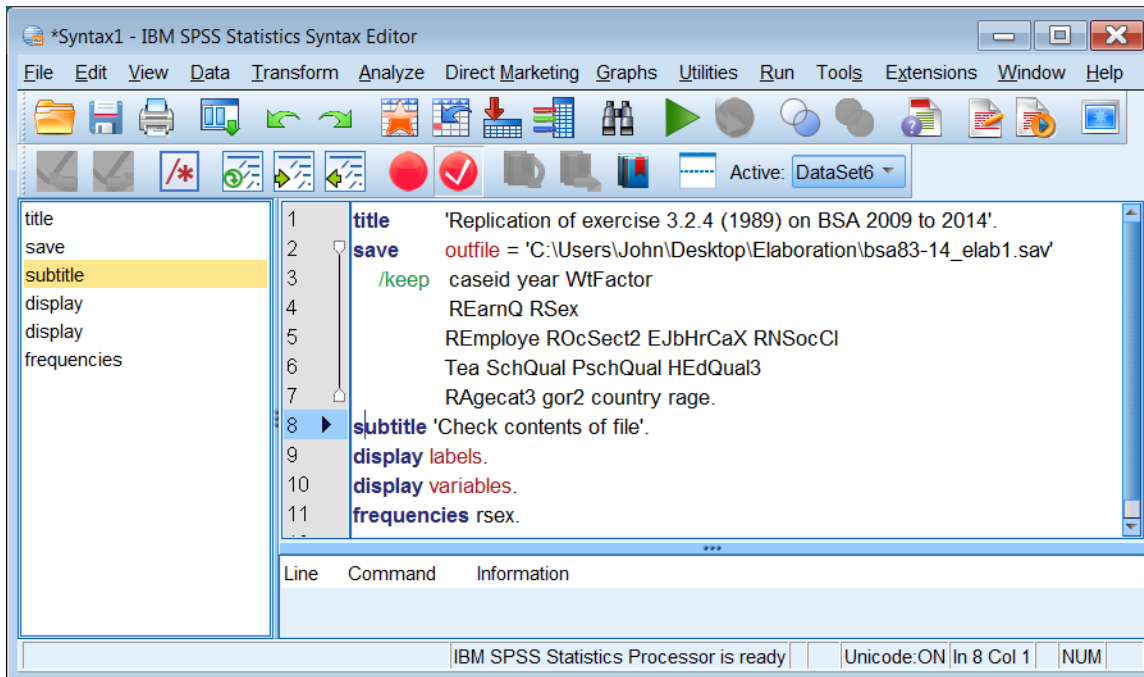 *Syntax1 - IBM SPSS Statistics Syntax Editor
File Edit View Data Transform Analyze Direct Marketing Graphs Utilities Run Tools Extensions Window Help
/*
Active: DataSet6
title
save
subtitle
display
display
frequencies
1 title 'Replication of exercise 3.2.4 (1989) on BSA 2009 to 2014'.
2 save outfile = 'C:\Users\John\Desktop\Elaboration\bsa83-14_elab1.sav'
3 /keep caseid year WtFactor
4 REarnQ RSex
5 REmploye ROcSect2 EJbHrCaX RNSocCl
6 Tea SchQual PschQual HEdQual3
7 RAgecat3 gor2 country rage.
8 subtitle 'Check contents of file'.
9 display labels.
10 display variables.
11 frequencies rsex.
Line Command Information
IBM SPSS Statistics Processor is ready Unicode:ON In 8 Col 1 NUM